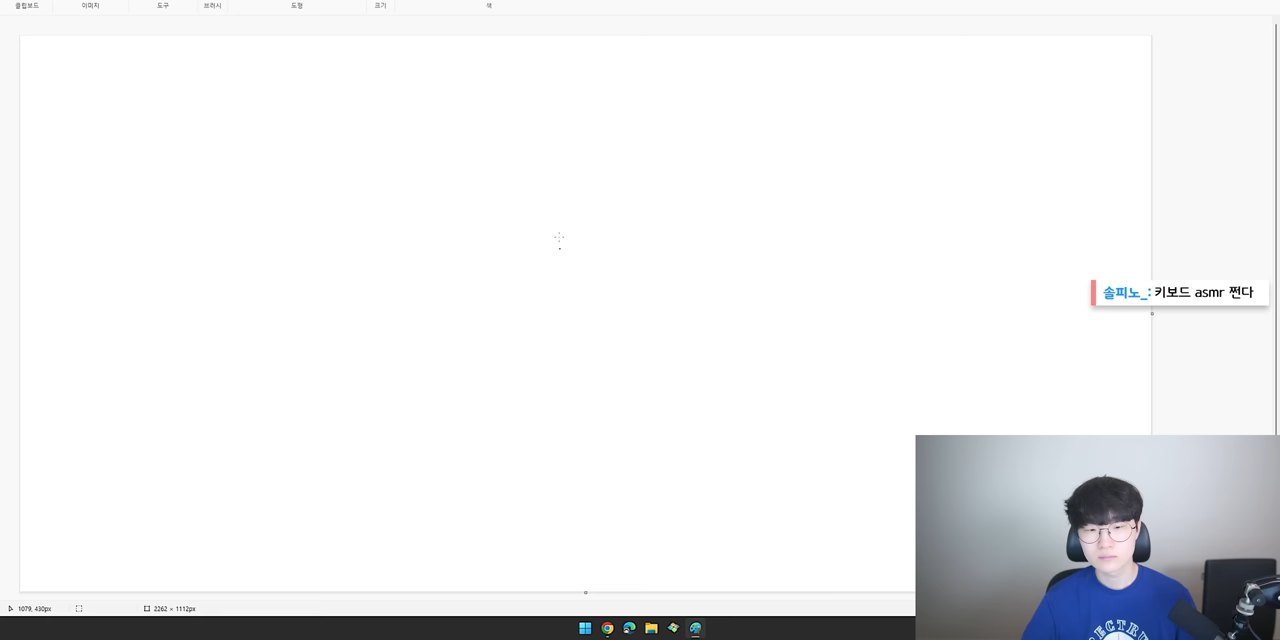 클립보드 이미지 도구 브러시 도형 크기 색
솔피노_: 키보드 asmr 쩐다
1079, 430px 2262 × 1112px